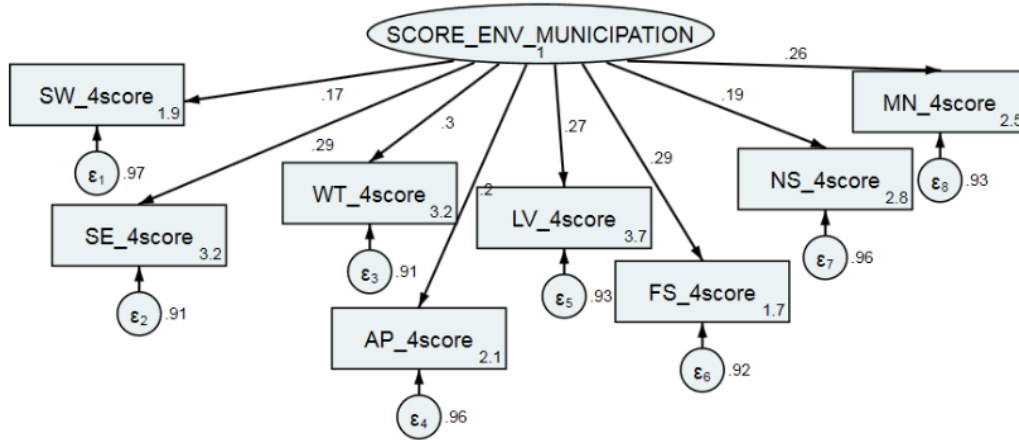 SCORE_ENV_MUNICIPATION
1
.17
.29
.3
.2
.27
.29
.19
.26
SW_4score
1.9
ε1 .97
SE_4score
3.2
ε2 .91
WT_4score
3.2
ε3 .91
AP_4score
2.1
ε4 .96
LV_4score
3.7
ε5 .93
FS_4score
1.7
ε6 .92
NS_4score
2.8
ε7 .96
MN_4score
2.5
ε8 .93